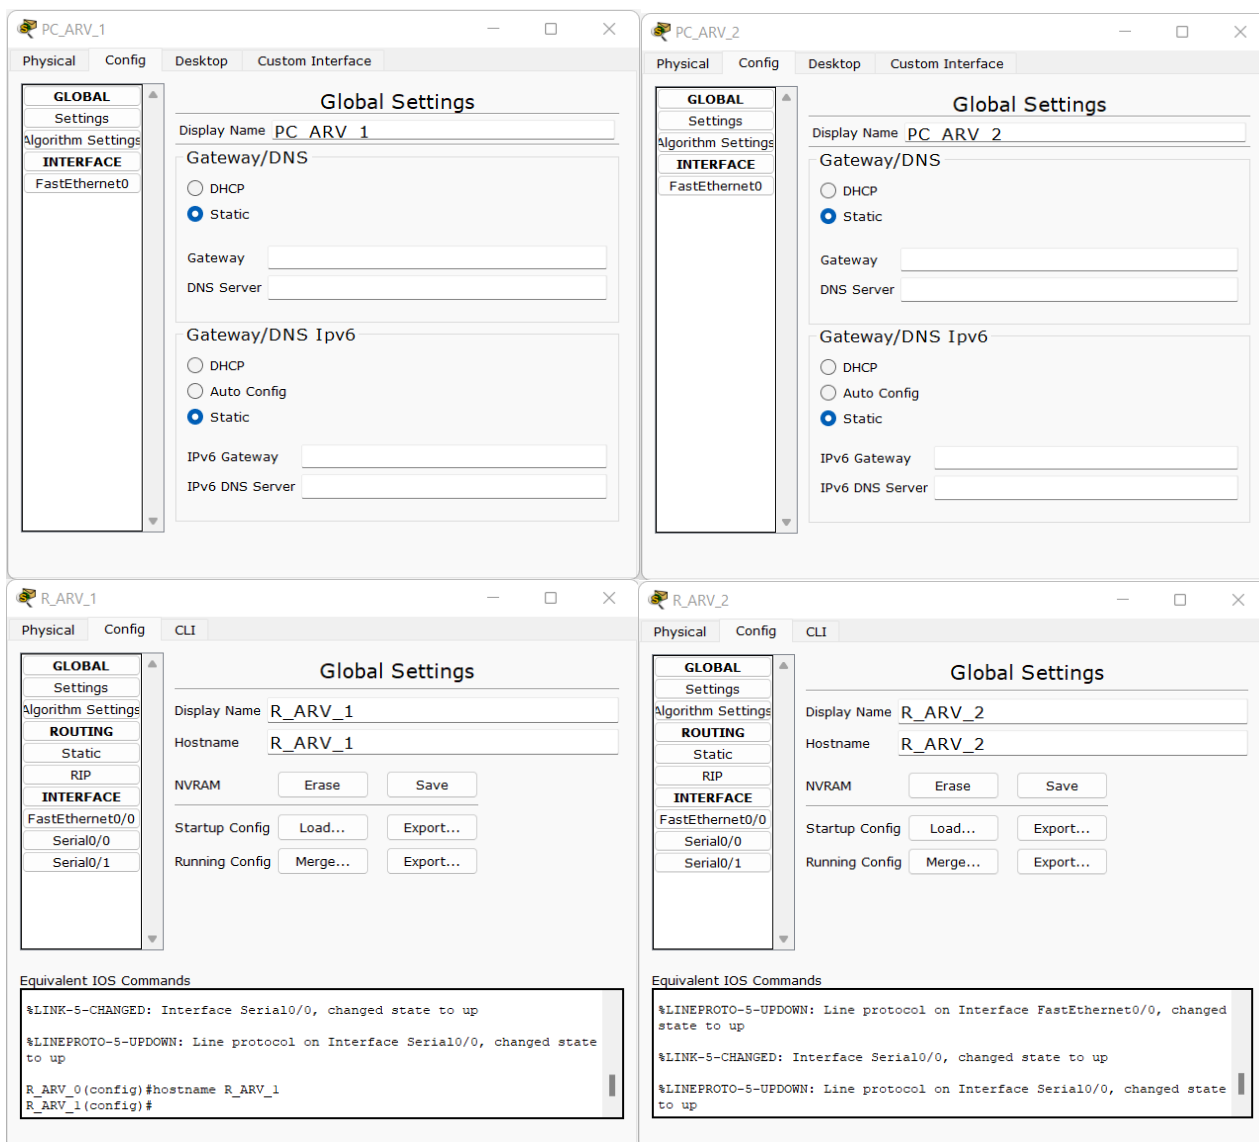 PC_ARV_1
Physical Config Desktop Custom Interface
GLOBAL
Settings
Algorithm Settings
INTERFACE
FastEthernet0
Global Settings
Display Name PC_ARV_1
Gateway/DNS
DHCP
Static
Gateway
DNS Server
Gateway/DNS Ipv6
DHCP
Auto Config
Static
IPv6 Gateway
IPv6 DNS Server
PC_ARV_2
Physical Config Desktop Custom Interface
GLOBAL
Settings
Algorithm Settings
INTERFACE
FastEthernet0
Global Settings
Display Name PC_ARV_2
Gateway/DNS
DHCP
Static
Gateway
DNS Server
Gateway/DNS Ipv6
DHCP
Auto Config
Static
IPv6 Gateway
IPv6 DNS Server
R_ARV_1
Physical Config CLI
GLOBAL
Settings
Algorithm Settings
ROUTING
Static
RIP
INTERFACE
FastEthernet0/0
Serial0/0
Serial0/1
Global Settings
Display Name R_ARV_1
Hostname R_ARV_1
NVRAM Erase Save
Startup Config Load... Export...
Running Config Merge... Export...
Equivalent IOS Commands
%LINK-5-CHANGED: Interface Serial0/0, changed state to up
%LINEPROTO-5-UPDOWN: Line protocol on Interface Serial0/0, changed state
to up
R_ARV_0(config)#hostname R_ARV_1
R_ARV_1(config)#
R_ARV_2
Physical Config CLI
GLOBAL
Settings
Algorithm Settings
ROUTING
Static
RIP
INTERFACE
FastEthernet0/0
Serial0/0
Serial0/1
Global Settings
Display Name R_ARV_2
Hostname R_ARV_2
NVRAM Erase Save
Startup Config Load... Export...
Running Config Merge... Export...
Equivalent IOS Commands
%LINEPROTO-5-UPDOWN: Line protocol on Interface FastEthernet0/0, changed
state to up
%LINK-5-CHANGED: Interface Serial0/0, changed state to up
%LINEPROTO-5-UPDOWN: Line protocol on Interface Serial0/0, changed state
to up